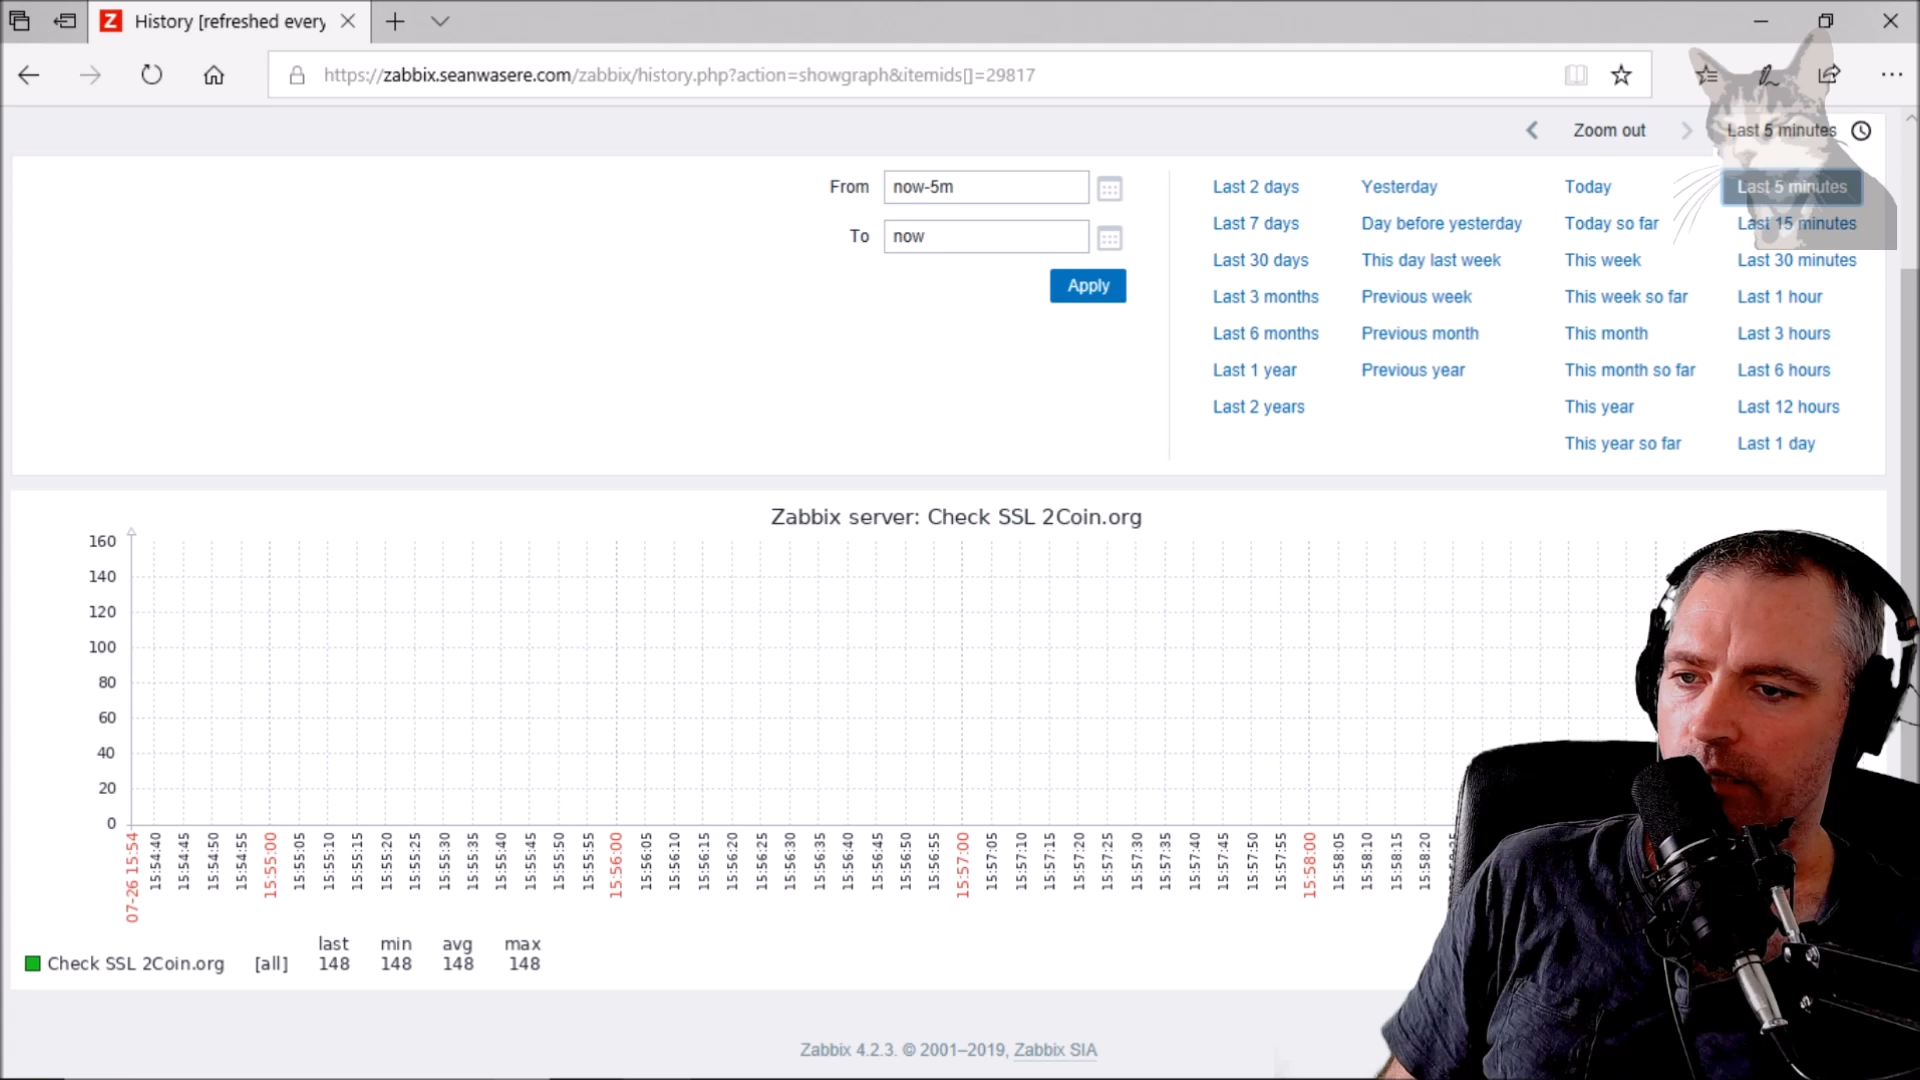 History [refreshed every
https://zabbix.seanwasere.com/zabbix/history.php?action=showgraph&itemids[]=29817
Zoom out Last 5 minutes
From now-5m
To now
Apply
Last 2 days Yesterday Today Last 5 minutes
Last 7 days Day before yesterday Today so far Last 15 minutes
Last 30 days This day last week This week Last 30 minutes
Last 3 months Previous week This week so far Last 1 hour
Last 6 months Previous month This month Last 3 hours
Last 1 year Previous year This month so far Last 6 hours
Last 2 years This year Last 12 hours
This year so far Last 1 day
Zabbix server: Check SSL 2Coin.org
160
140
120
100
80
60
40
20
0
07-26 15:54 15:54:40 15:54:45 15:54:50 15:54:55 15:55:00 15:55:05 15:55:10 15:55:15 15:55:20 15:55:25 15:55:30 15:55:35 15:55:40 15:55:45 15:55:50 15:55:55 15:56:00 15:56:05 15:56:10 15:56:15 15:56:20 15:56:25 15:56:30 15:56:35 15:56:40 15:56:45 15:56:50 15:56:55 15:57:00 15:57:05 15:57:10 15:57:15 15:57:20 15:57:25 15:57:30 15:57:35 15:57:40 15:57:45 15:57:50 15:57:55 15:58:00 15:58:05 15:58:10 15:58:15 15:58:20
last min avg max
Check SSL 2Coin.org [all] 148 148 148 148
Zabbix 4.2.3. © 2001–2019, Zabbix SIA